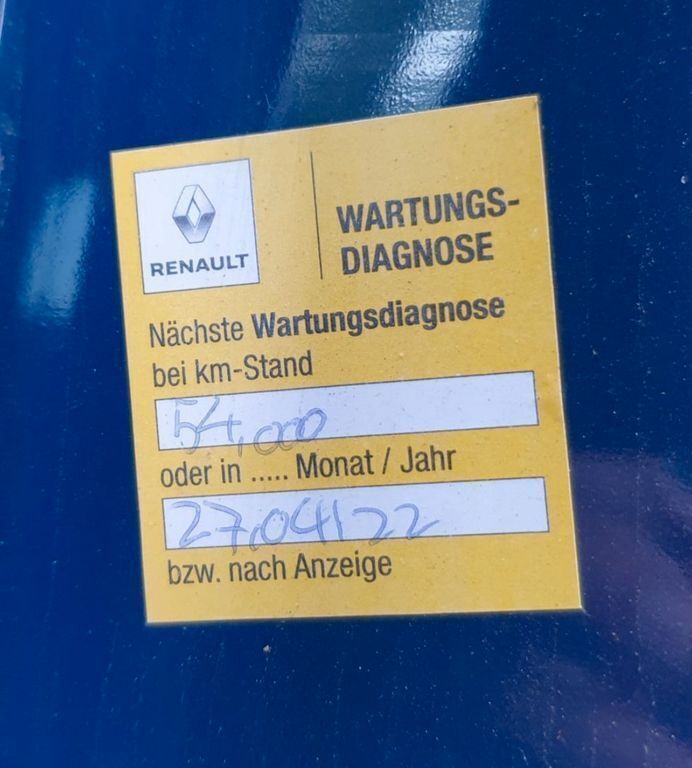 RENAULT
WARTUNGS-
DIAGNOSE
Nächste Wartungsdiagnose
bei km-Stand
54,000
oder in ..... Monat / Jahr
27.04.22
bzw. nach Anzeige